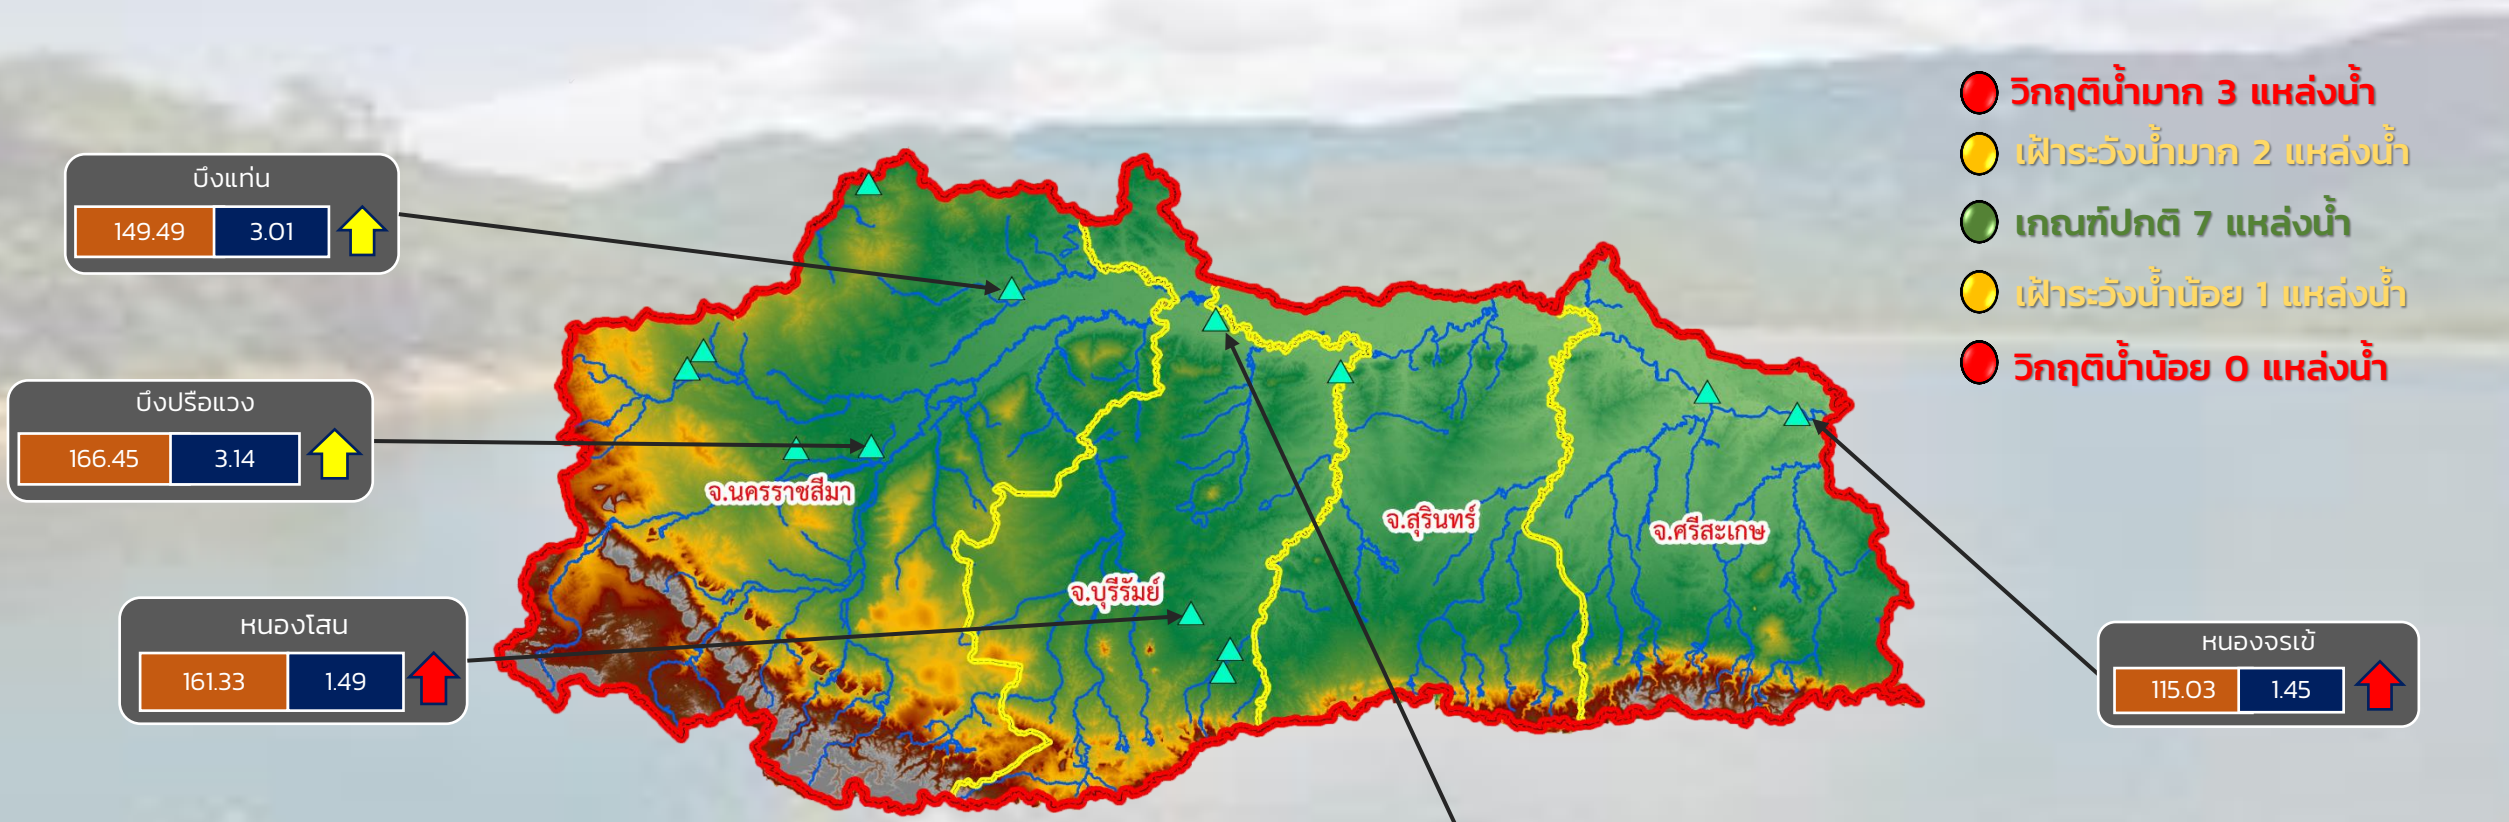 วิกฤติน้ำมาก 3 แหล่งน้ำ
เฝ้าระวังน้ำมาก 2 แหล่งน้ำ
เกณฑ์ปกติ 7 แหล่งน้ำ
เฝ้าระวังน้ำน้อย 1 แหล่งน้ำ
วิกฤติน้ำน้อย 0 แหล่งน้ำ
บึงแท่น
149.49 3.01
บึงปรือแวง
166.45 3.14
หนองโสน
161.33 1.49
จ.นครราชสีมา
จ.บุรีรัมย์
จ.สุรินทร์
จ.ศรีสะเกษ
หนองจรเข้
115.03 1.45